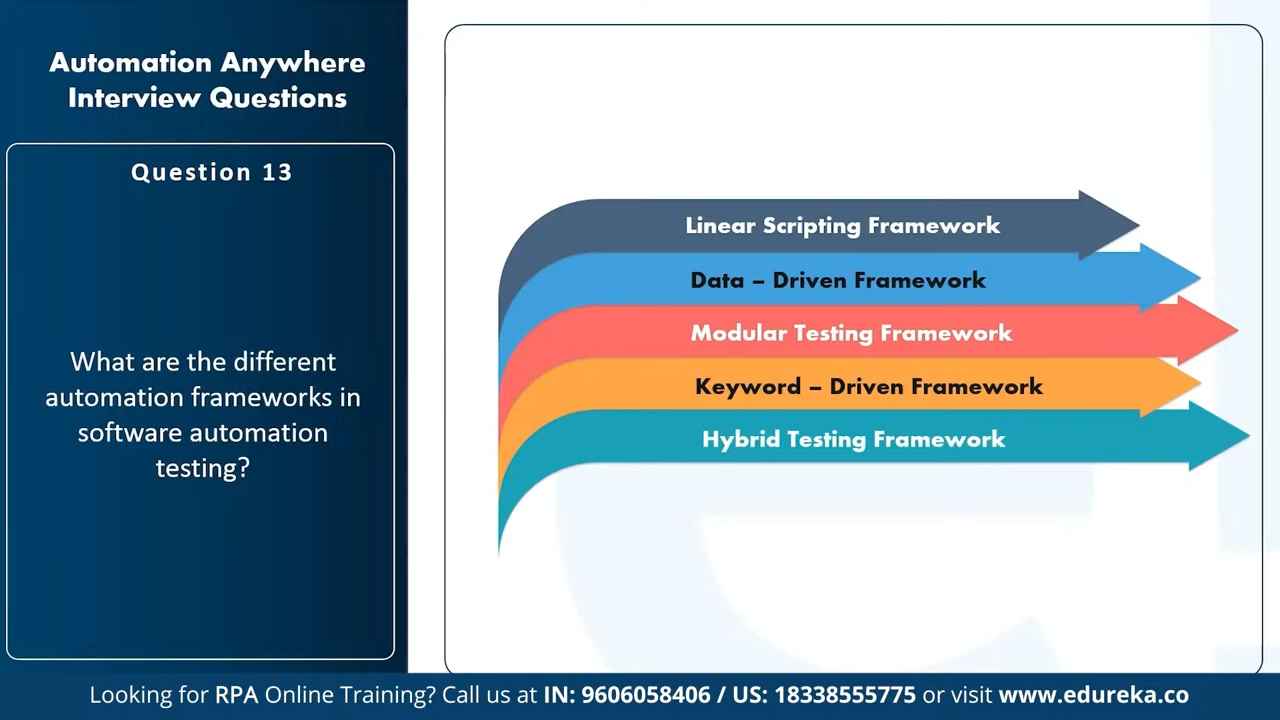 Automation Anywhere
Interview Questions
Question 13
What are the different
automation frameworks in
software automation
testing?
Linear Scripting Framework
Data – Driven Framework
Modular Testing Framework
Keyword – Driven Framework
Hybrid Testing Framework
Looking for RPA Online Training? Call us at IN: 9606058406 / US: 18338555775 or visit www.edureka.co